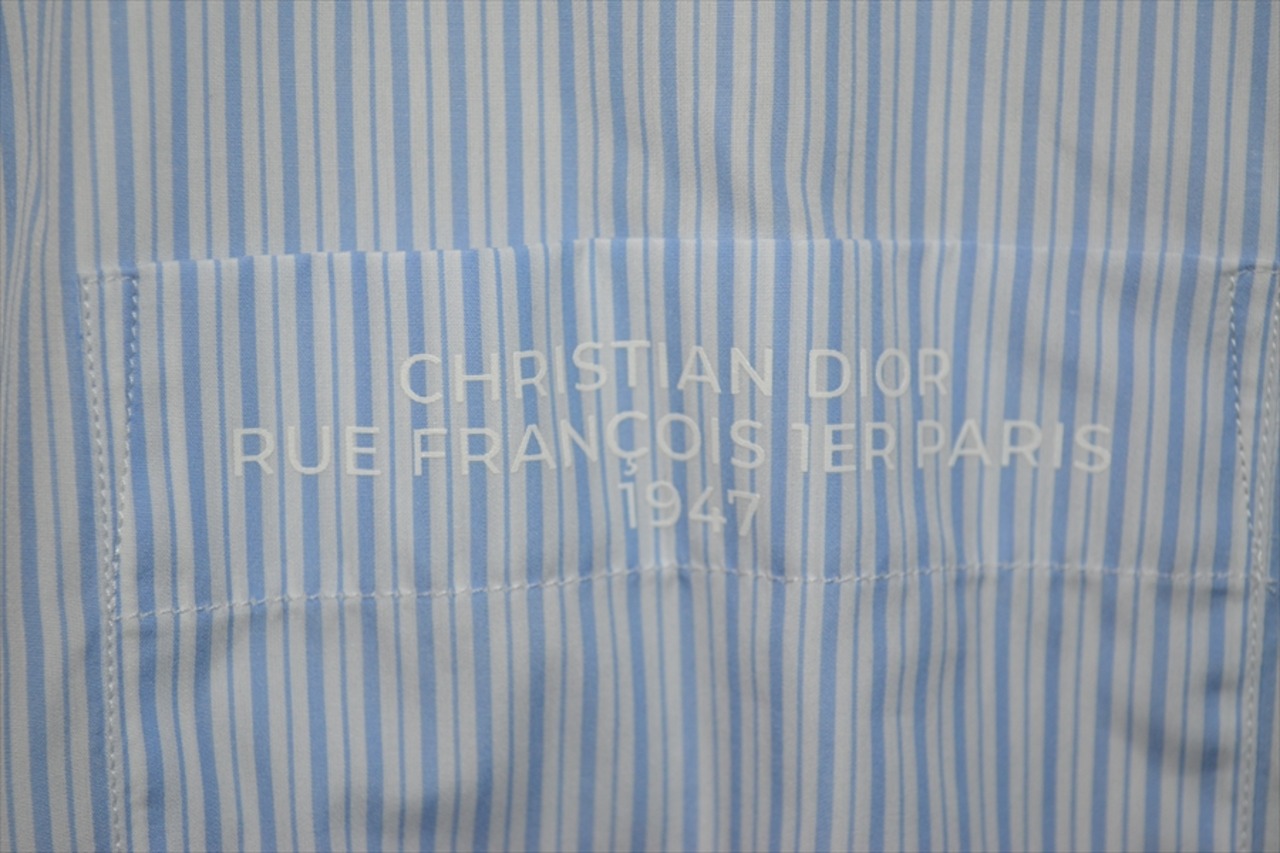 CHRISTIAN DIOR
RUE FRANÇOIS 1ER PARIS
1947